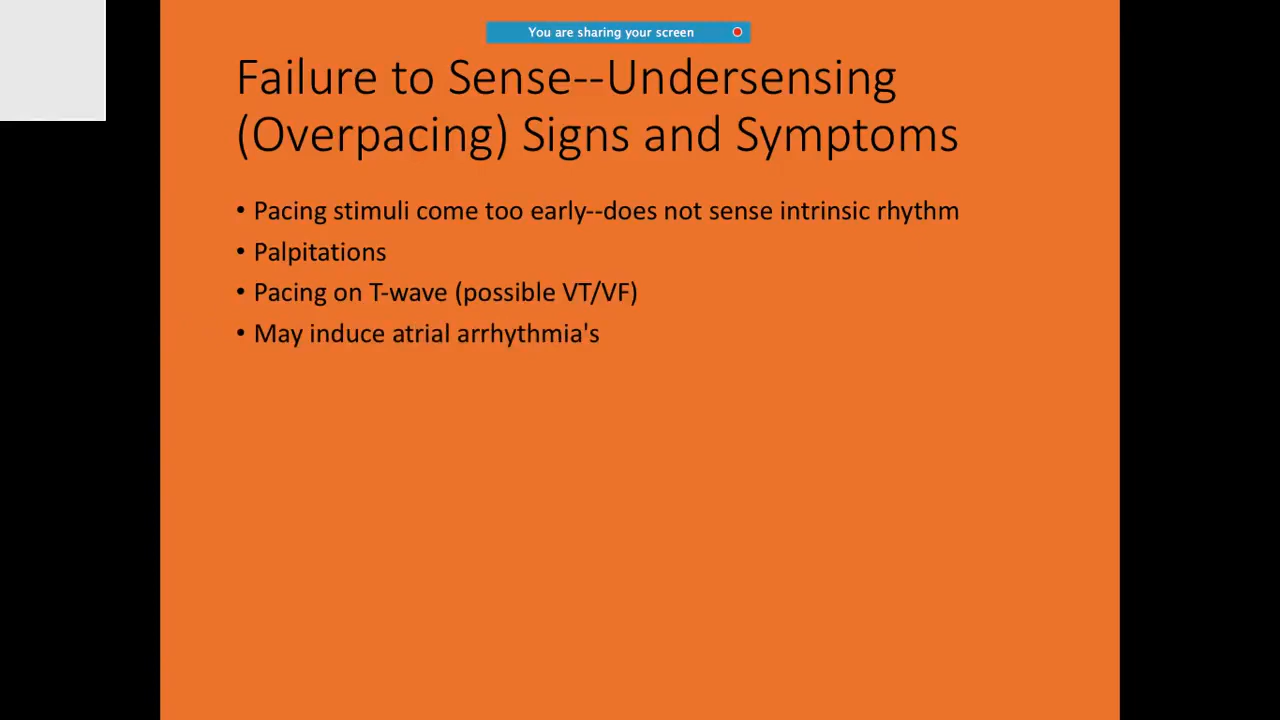 You are sharing your screen
Failure to Sense--Undersensing
(Overpacing) Signs and Symptoms
• Pacing stimuli come too early--does not sense intrinsic rhythm
• Palpitations
• Pacing on T-wave (possible VT/VF)
• May induce atrial arrhythmia's